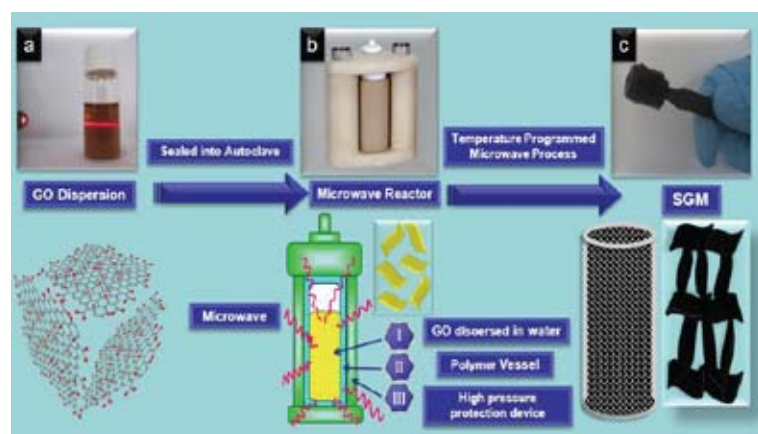 a
b
c
Sealed into Autoclave
Temperature Programmed
Microwave Process
GO Dispersion
Microwave Reactor
SGM
Microwave
I
GO disoersed in water
II
Polymer Vessel
III
High pressure
protection device